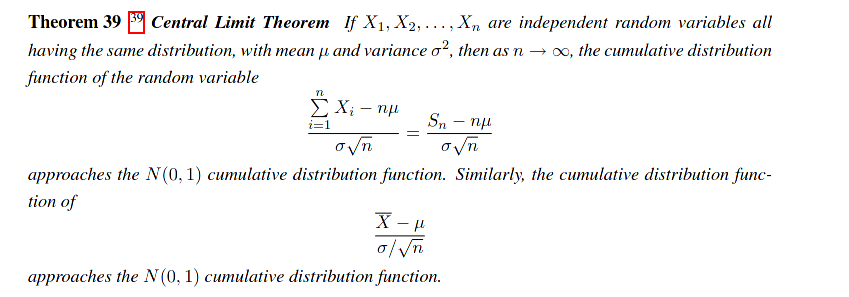 Theorem 39 39 Central Limit Theorem If X₁, X₂, . . . , Xₙ are independent random variables all
having the same distribution, with mean μ and variance σ², then as n → ∞, the cumulative distribution
function of the random variable
n
∑ Xᵢ − nμ
i=1
σ√n
=
Sₙ − nμ
σ√n
approaches the N(0, 1) cumulative distribution function. Similarly, the cumulative distribution func-
tion of
X̅ − μ
σ/√n
approaches the N(0, 1) cumulative distribution function.